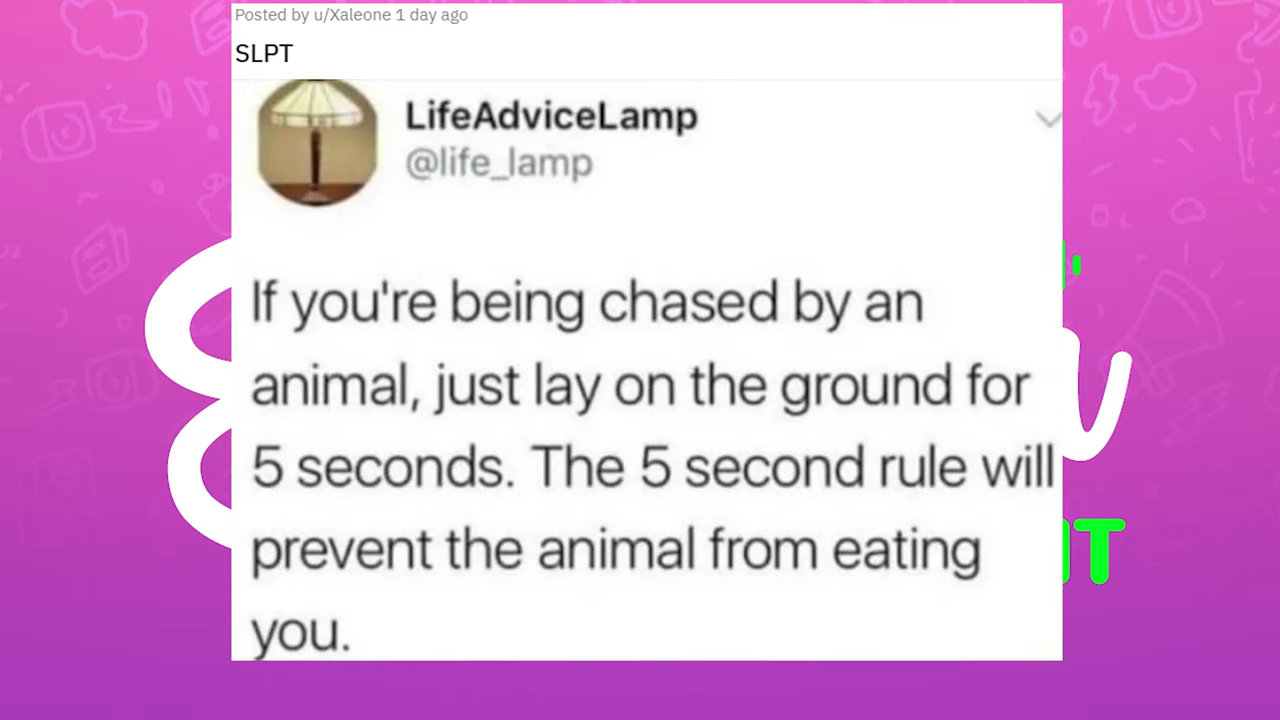 Posted by u/Xaleone 1 day ago
SLPT
LifeAdviceLamp
@life_lamp
If you're being chased by an
animal, just lay on the ground for
5 seconds. The 5 second rule will
prevent the animal from eating
you.